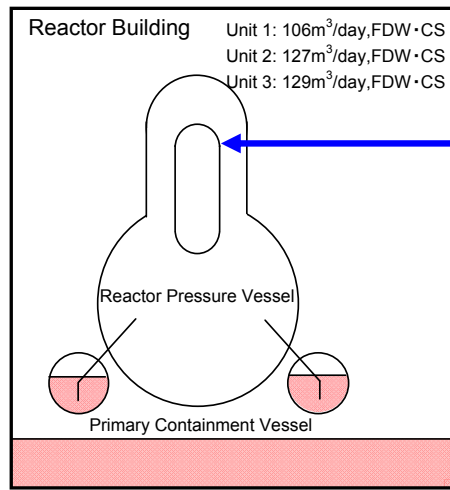 Reactor Building
Unit 1: 106m³/day,FDW・CS
Unit 2: 127m³/day,FDW・CS
Unit 3: 129m³/day,FDW・CS
Reactor Pressure Vessel
Primary Containment Vessel